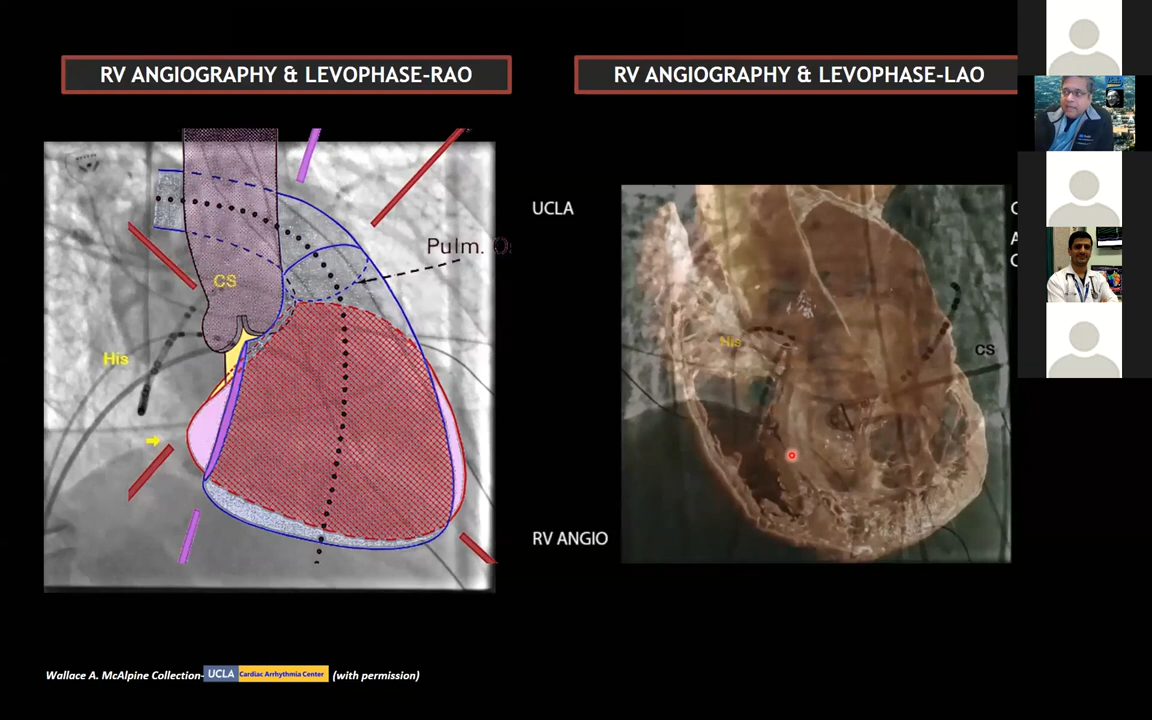 RV ANGIOGRAPHY & LEVOPHASE-RAO
RV ANGIOGRAPHY & LEVOPHASE-LAO
UCLA
Pulm.
CS
His
His
CS
RV ANGIO
Wallace A. McAlpine Collection- UCLA Cardiac Arrhythmia Center (with permission)